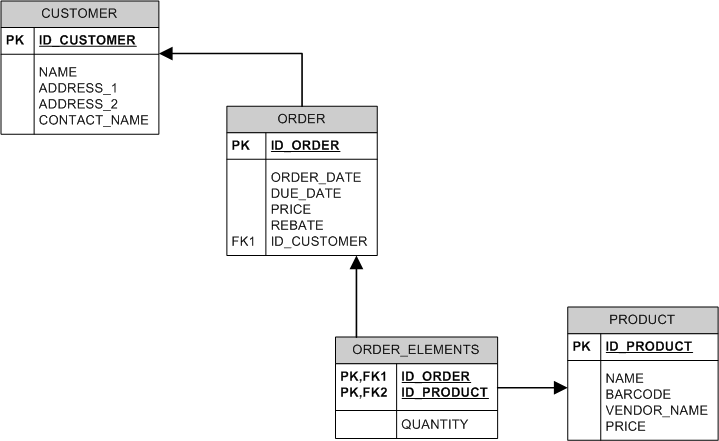 CUSTOMER
PK ID_CUSTOMER
NAME
ADDRESS_1
ADDRESS_2
CONTACT_NAME
ORDER
PK ID_ORDER
ORDER_DATE
DUE_DATE
PRICE
REBATE
FK1 ID_CUSTOMER
ORDER_ELEMENTS
PK,FK1 ID_ORDER
PK,FK2 ID_PRODUCT
QUANTITY
PRODUCT
PK ID_PRODUCT
NAME
BARCODE
VENDOR_NAME
PRICE